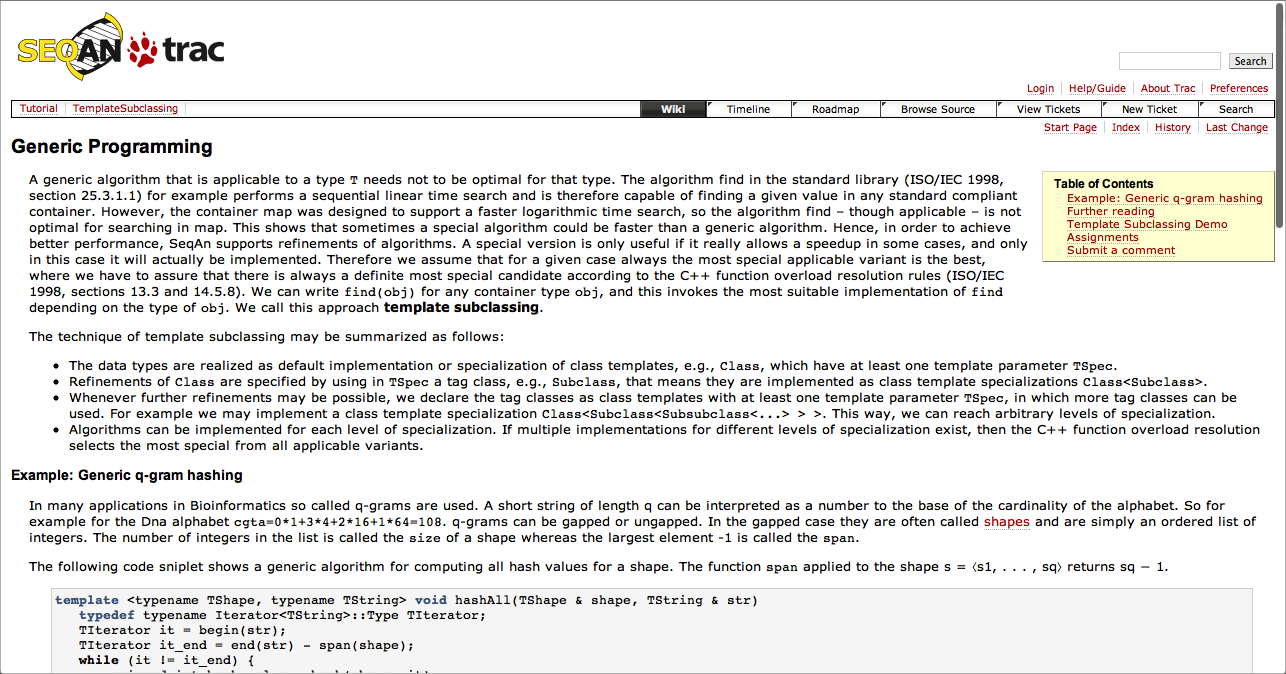 SEQAN trac
Search
Login Help/Guide About Trac Preferences
Tutorial TemplateSubclassing Wiki Timeline Roadmap Browse Source View Tickets New Ticket Search
Start Page Index History Last Change
Generic Programming
A generic algorithm that is applicable to a type T needs not to be optimal for that type. The algorithm find in the standard library (ISO/IEC 1998,
section 25.3.1.1) for example performs a sequential linear time search and is therefore capable of finding a given value in any standard compliant
container. However, the container map was designed to support a faster logarithmic time search, so the algorithm find – though applicable – is not
optimal for searching in map. This shows that sometimes a special algorithm could be faster than a generic algorithm. Hence, in order to achieve
better performance, SeqAn supports refinements of algorithms. A special version is only useful if it really allows a speedup in some cases, and only
in this case it will actually be implemented. Therefore we assume that for a given case always the most special applicable variant is the best,
where we have to assure that there is always a definite most special candidate according to the C++ function overload resolution rules (ISO/IEC
1998, sections 13.3 and 14.5.8). We can write find(obj) for any container type obj, and this invokes the most suitable implementation of find
depending on the type of obj. We call this approach template subclassing.
Table of Contents
Example: Generic q-gram hashing
Further reading
Template Subclassing Demo
Assignments
Submit a comment
The technique of template subclassing may be summarized as follows:
• The data types are realized as default implementation or specialization of class templates, e.g., Class, which have at least one template parameter TSpec.
• Refinements of Class are specified by using in TSpec a tag class, e.g., Subclass, that means they are implemented as class template specializations Class<Subclass>.
• Whenever further refinements may be possible, we declare the tag classes as class templates with at least one template parameter TSpec, in which more tag classes can be
used. For example we may implement a class template specialization Class<Subclass<Subsubclass<...> > >. This way, we can reach arbitrary levels of specialization.
• Algorithms can be implemented for each level of specialization. If multiple implementations for different levels of specialization exist, then the C++ function overload resolution
selects the most special from all applicable variants.
Example: Generic q-gram hashing
In many applications in Bioinformatics so called q-grams are used. A short string of length q can be interpreted as a number to the base of the cardinality of the alphabet. So for
example for the Dna alphabet cgta=0*1+3*4+2*16+1*64=108. q-grams can be gapped or ungapped. In the gapped case they are often called shapes and are simply an ordered list of
integers. The number of integers in the list is called the size of a shape whereas the largest element -1 is called the span.
The following code sniplet shows a generic algorithm for computing all hash values for a shape. The function span applied to the shape s = ⟨s1, . . . , sq⟩ returns sq − 1.
template <typename TShape, typename TString> void hashAll(TShape & shape, TString & str)
typedef typename Iterator<TString>::Type TIterator;
TIterator it = begin(str);
TIterator it_end = end(str) - span(shape);
while (it != it_end) {